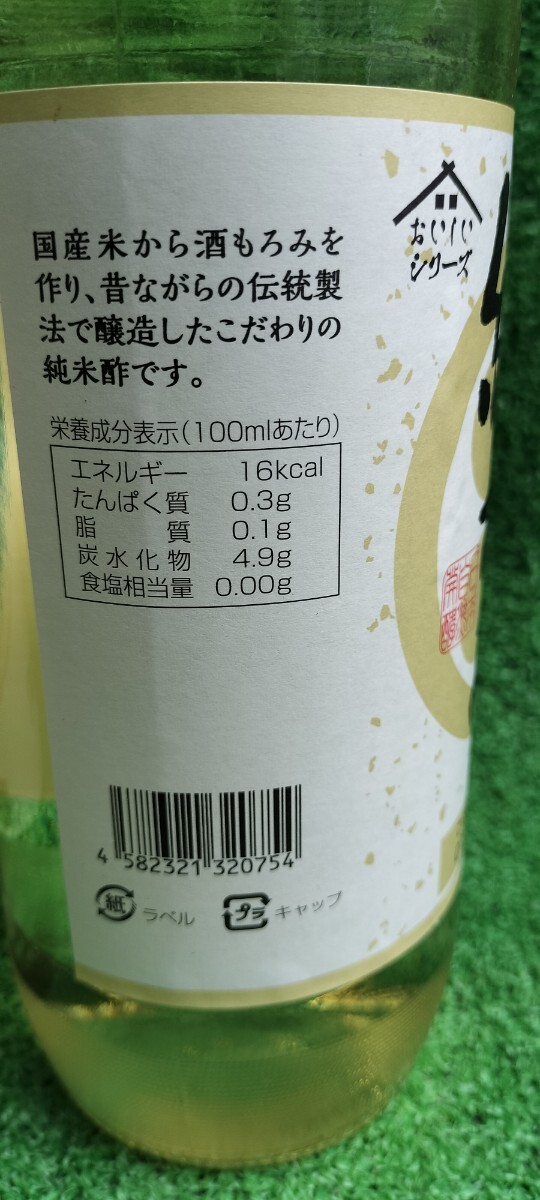 国産米から酒もろみを
作り、昔ながらの伝統製
法で醸造したこだわりの
純米酢です。
栄養成分表示(100mlあたり)
エネルギー 16kcal
たんぱく質 0.3g
脂質 0.1g
炭水化物 4.9g
食塩相当量 0.00g
4 582321 320754
紙 ラベル プラ キャップ
おいしい
シリーズ